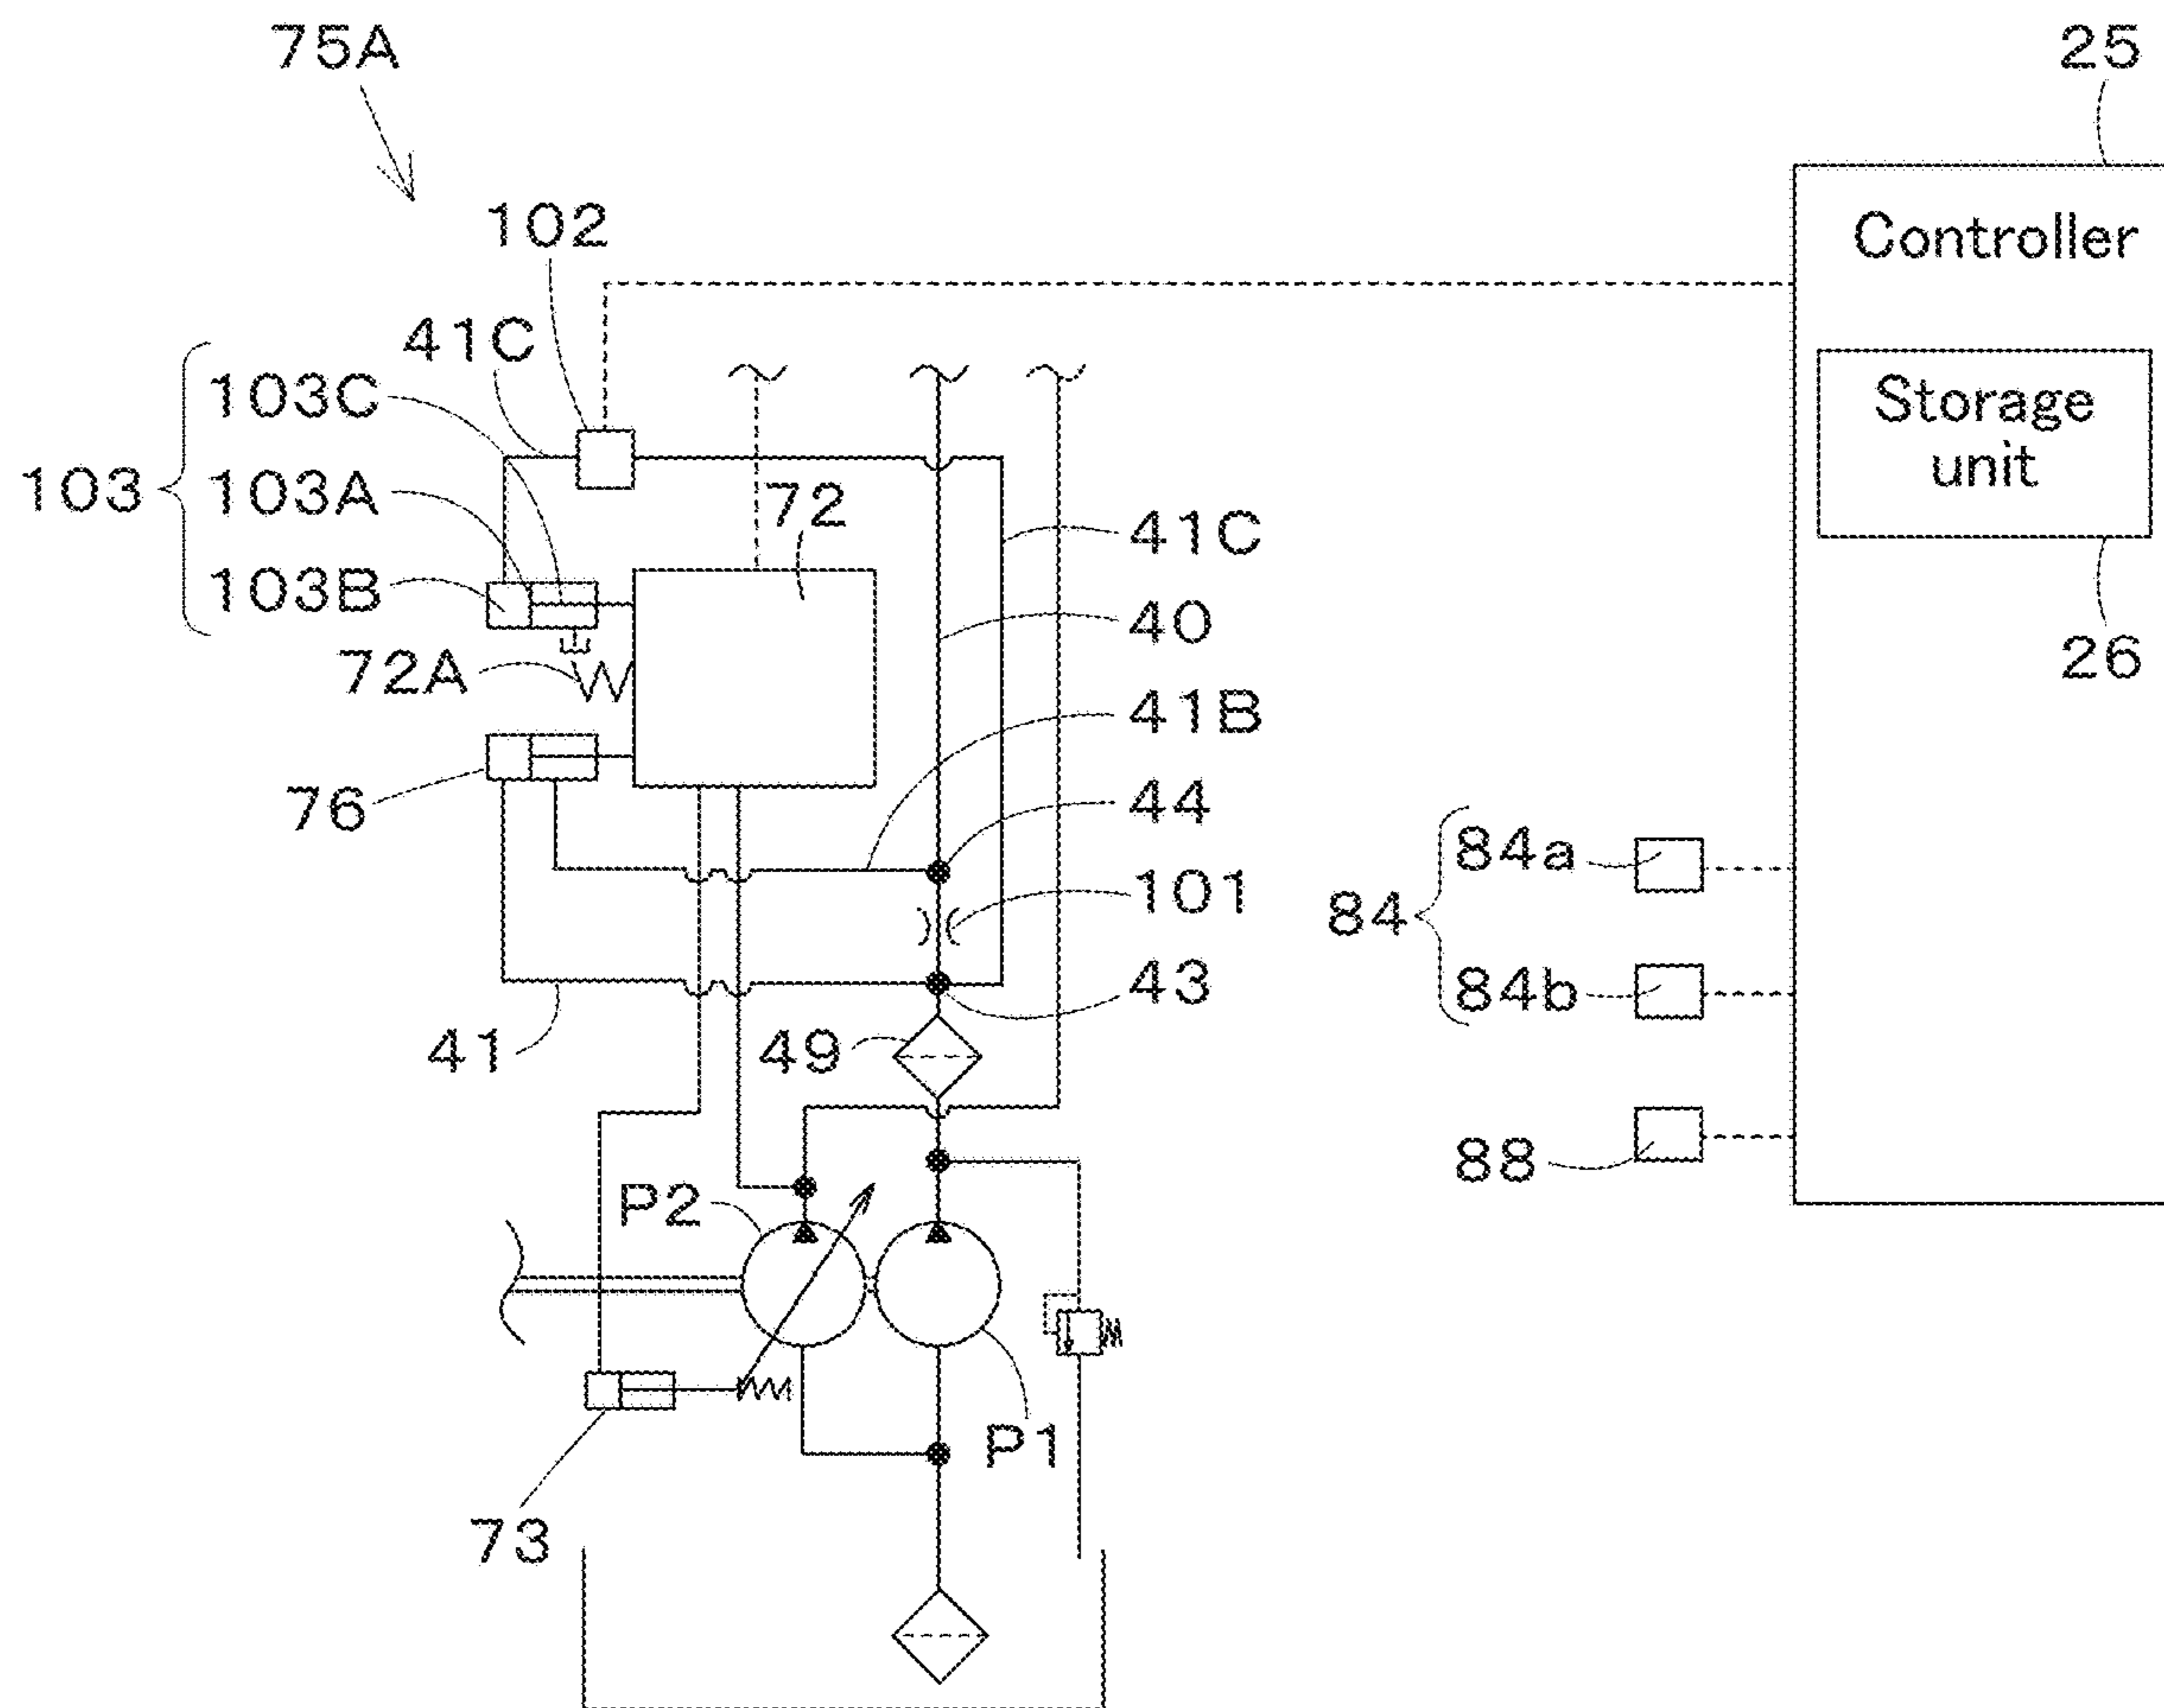 75A
25
102
Controller
41C
103C
Storage
unit
103
103A
72
41C
103B
40
26
72A
41B
76
44
84a
101
84
84b
43
41
49
88
P2
P1
73